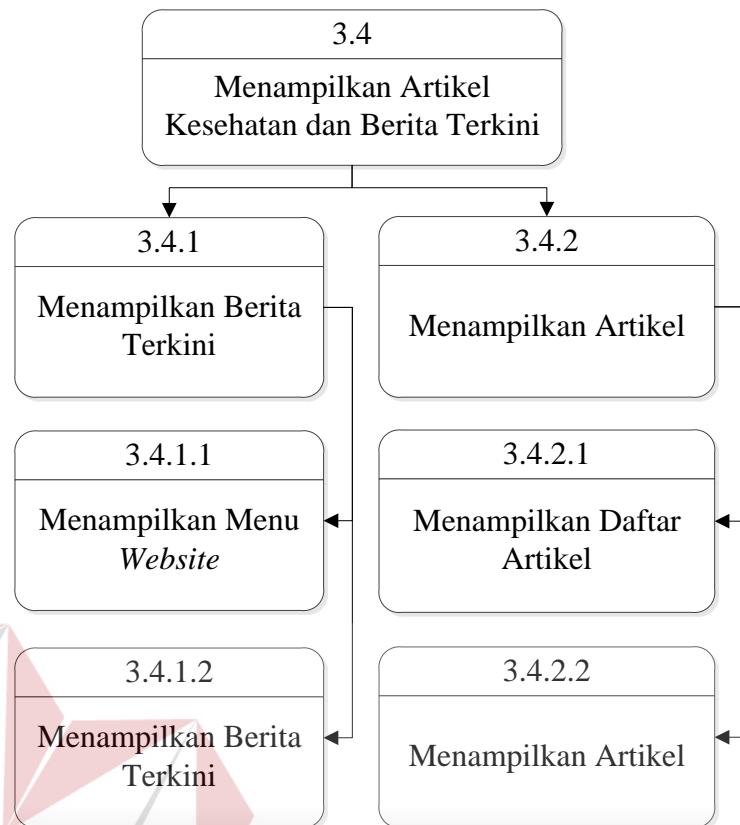 3.4
Menampilkan Artikel
Kesehatan dan Berita Terkini
3.4.1
Menampilkan Berita
Terkini
3.4.2
Menampilkan Artikel
3.4.1.1
Menampilkan Menu
Website
3.4.2.1
Menampilkan Daftar
Artikel
3.4.1.2
Menampilkan Berita
Terkini
3.4.2.2
Menampilkan Artikel